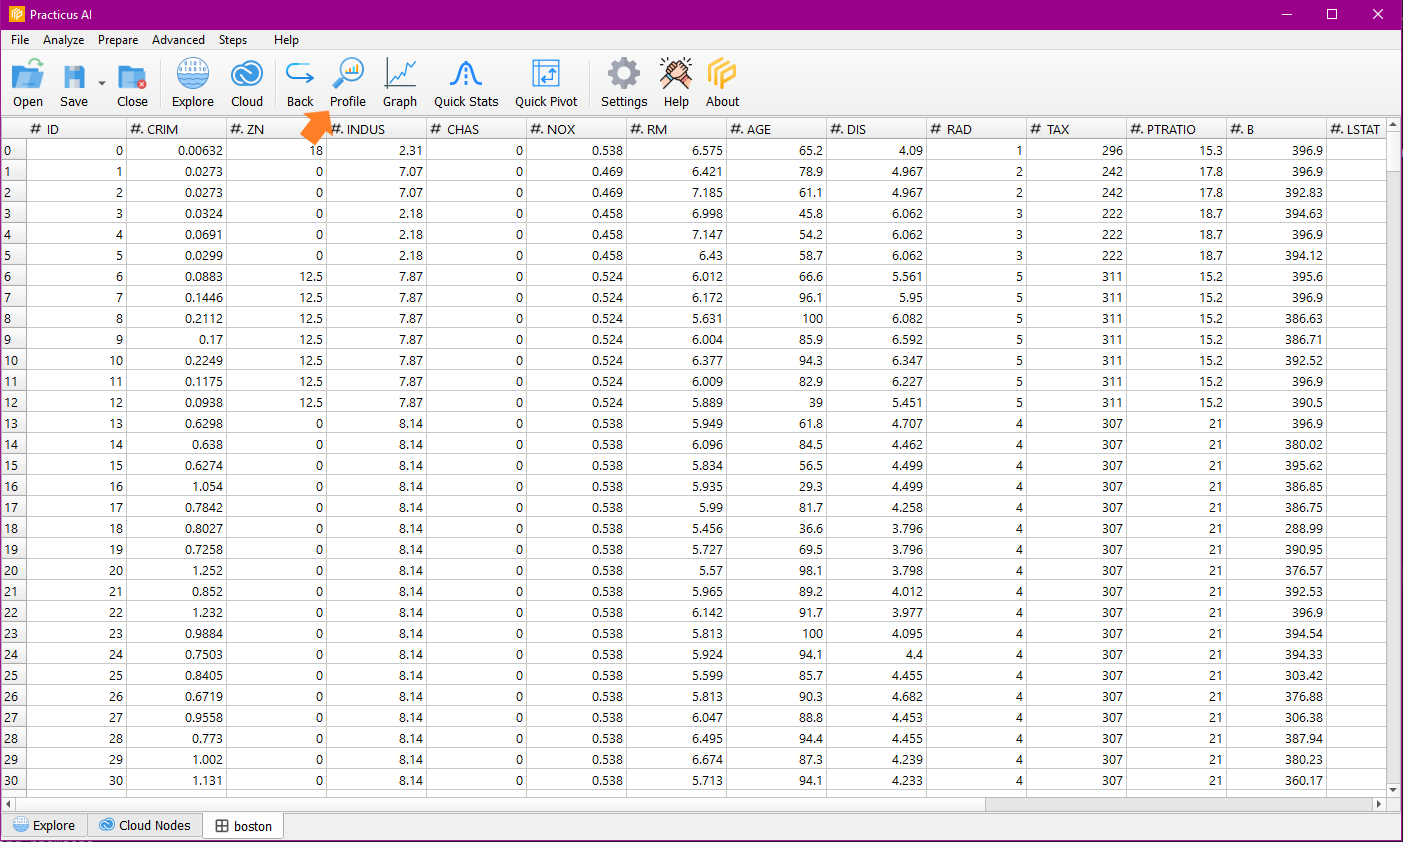 Practicus AI
File Analyze Prepare Advanced Steps Help
Open Save Close Explore Cloud Back Profile Graph Quick Stats Quick Pivot Settings Help About
# ID #. CRIM #. ZN #. INDUS # CHAS #. NOX #. RM #. AGE #. DIS # RAD # TAX #. PTRATIO #. B #. LSTAT
0 0 0.00632 18 2.31 0 0.538 6.575 65.2 4.09 1 296 15.3 396.9
1 1 0.0273 0 7.07 0 0.469 6.421 78.9 4.967 2 242 17.8 396.9
2 2 0.0273 0 7.07 0 0.469 7.185 61.1 4.967 2 242 17.8 392.83
3 3 0.0324 0 2.18 0 0.458 6.998 45.8 6.062 3 222 18.7 394.63
4 4 0.0691 0 2.18 0 0.458 7.147 54.2 6.062 3 222 18.7 396.9
5 5 0.0299 0 2.18 0 0.458 6.43 58.7 6.062 3 222 18.7 394.12
6 6 0.0883 12.5 7.87 0 0.524 6.012 66.6 5.561 5 311 15.2 395.6
7 7 0.1446 12.5 7.87 0 0.524 6.172 96.1 5.95 5 311 15.2 396.9
8 8 0.2112 12.5 7.87 0 0.524 5.631 100 6.082 5 311 15.2 386.63
9 9 0.17 12.5 7.87 0 0.524 6.004 85.9 6.592 5 311 15.2 386.71
10 10 0.2249 12.5 7.87 0 0.524 6.377 94.3 6.347 5 311 15.2 392.52
11 11 0.1175 12.5 7.87 0 0.524 6.009 82.9 6.227 5 311 15.2 396.9
12 12 0.0938 12.5 7.87 0 0.524 5.889 39 5.451 5 311 15.2 390.5
13 13 0.6298 0 8.14 0 0.538 5.949 61.8 4.707 4 307 21 396.9
14 14 0.638 0 8.14 0 0.538 6.096 84.5 4.462 4 307 21 380.02
15 15 0.6274 0 8.14 0 0.538 5.834 56.5 4.499 4 307 21 395.62
16 16 1.054 0 8.14 0 0.538 5.935 29.3 4.499 4 307 21 386.85
17 17 0.7842 0 8.14 0 0.538 5.99 81.7 4.258 4 307 21 386.75
18 18 0.8027 0 8.14 0 0.538 5.456 36.6 3.796 4 307 21 288.99
19 19 0.7258 0 8.14 0 0.538 5.727 69.5 3.796 4 307 21 390.95
20 20 1.252 0 8.14 0 0.538 5.57 98.1 3.798 4 307 21 376.57
21 21 0.852 0 8.14 0 0.538 5.965 89.2 4.012 4 307 21 392.53
22 22 1.232 0 8.14 0 0.538 6.142 91.7 3.977 4 307 21 396.9
23 23 0.9884 0 8.14 0 0.538 5.813 100 4.095 4 307 21 394.54
24 24 0.7503 0 8.14 0 0.538 5.924 94.1 4.4 4 307 21 394.33
25 25 0.8405 0 8.14 0 0.538 5.599 85.7 4.455 4 307 21 303.42
26 26 0.6719 0 8.14 0 0.538 5.813 90.3 4.682 4 307 21 376.88
27 27 0.9558 0 8.14 0 0.538 6.047 88.8 4.453 4 307 21 306.38
28 28 0.773 0 8.14 0 0.538 6.495 94.4 4.455 4 307 21 387.94
29 29 1.002 0 8.14 0 0.538 6.674 87.3 4.239 4 307 21 380.23
30 30 1.131 0 8.14 0 0.538 5.713 94.1 4.233 4 307 21 360.17
Explore Cloud Nodes boston